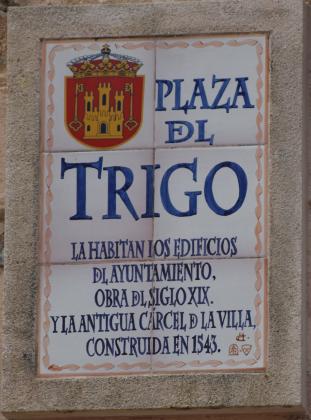 PLAZA
DL
TRIGO
LA HABITAN LOS EDIFICIOS
DL AYUNTAMIENTO,
OBRA DL SIGLO XIX.
Y LA ANTIGUA CARCEL D LA VILLA,
CONSTRUIDA EN 1543.